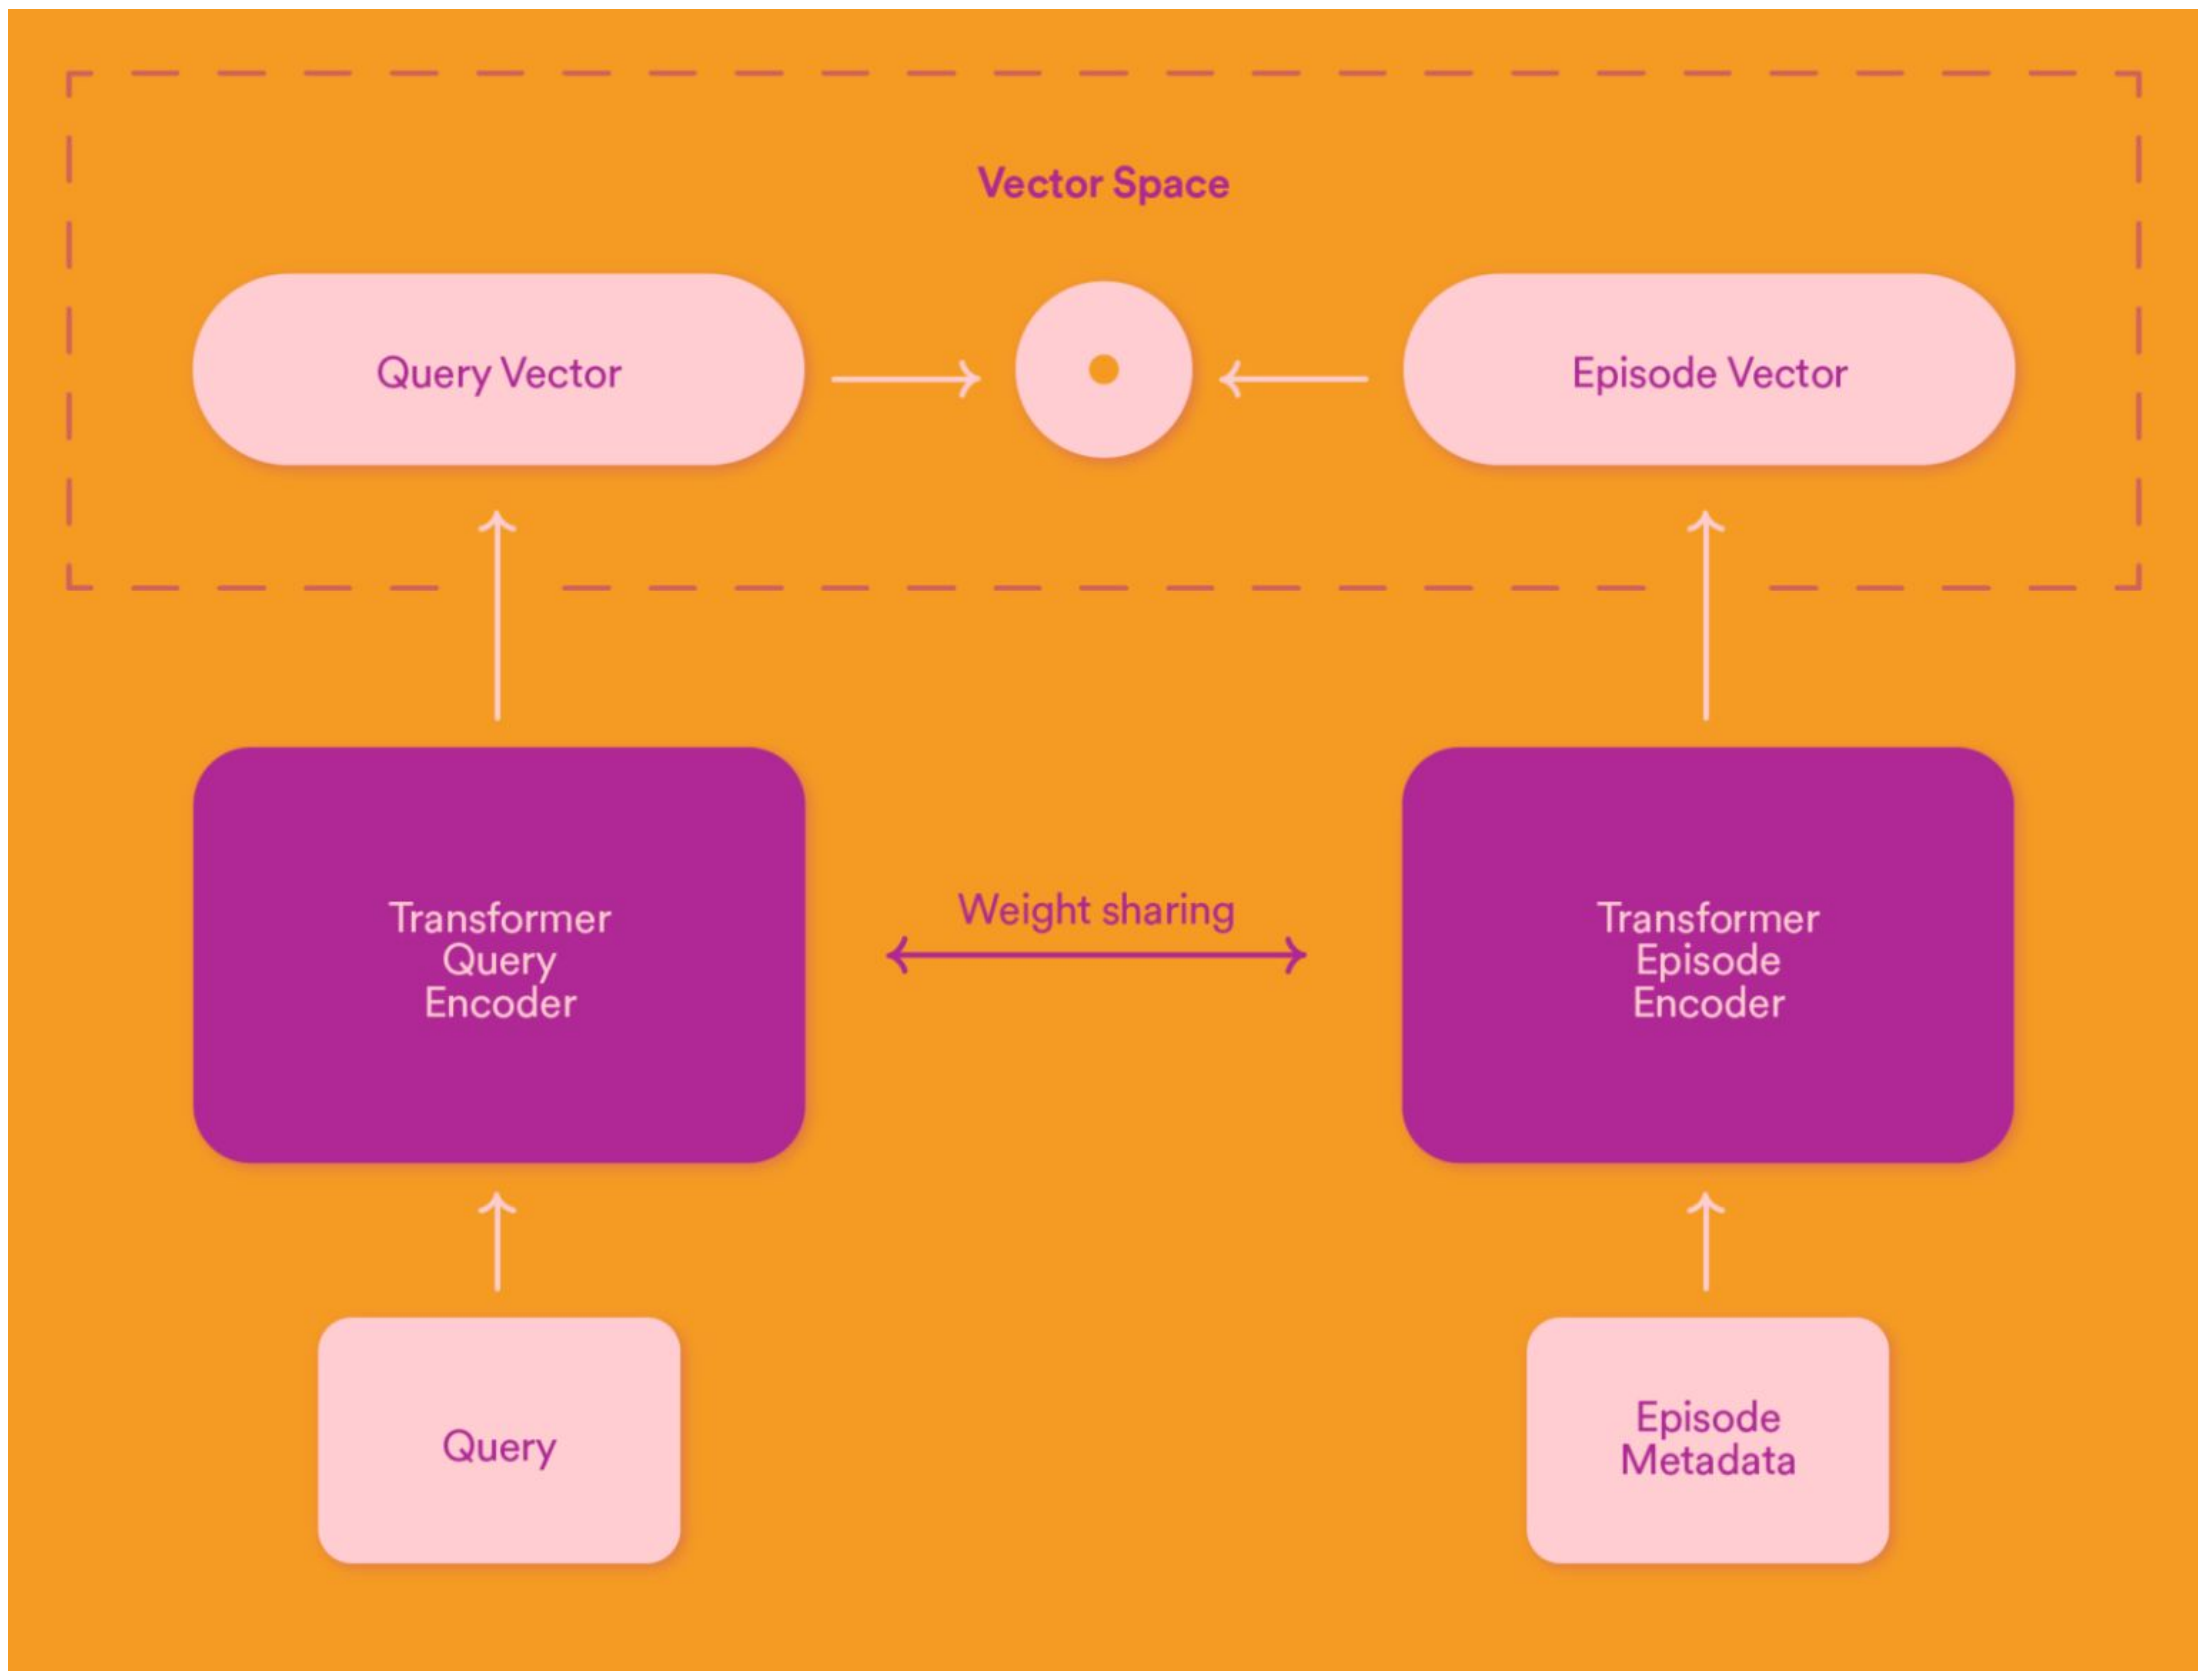 Vector Space
Query Vector
Episode Vector
Transformer
Query
Encoder
Weight sharing
Transformer
Episode
Encoder
Query
Episode
Metadata